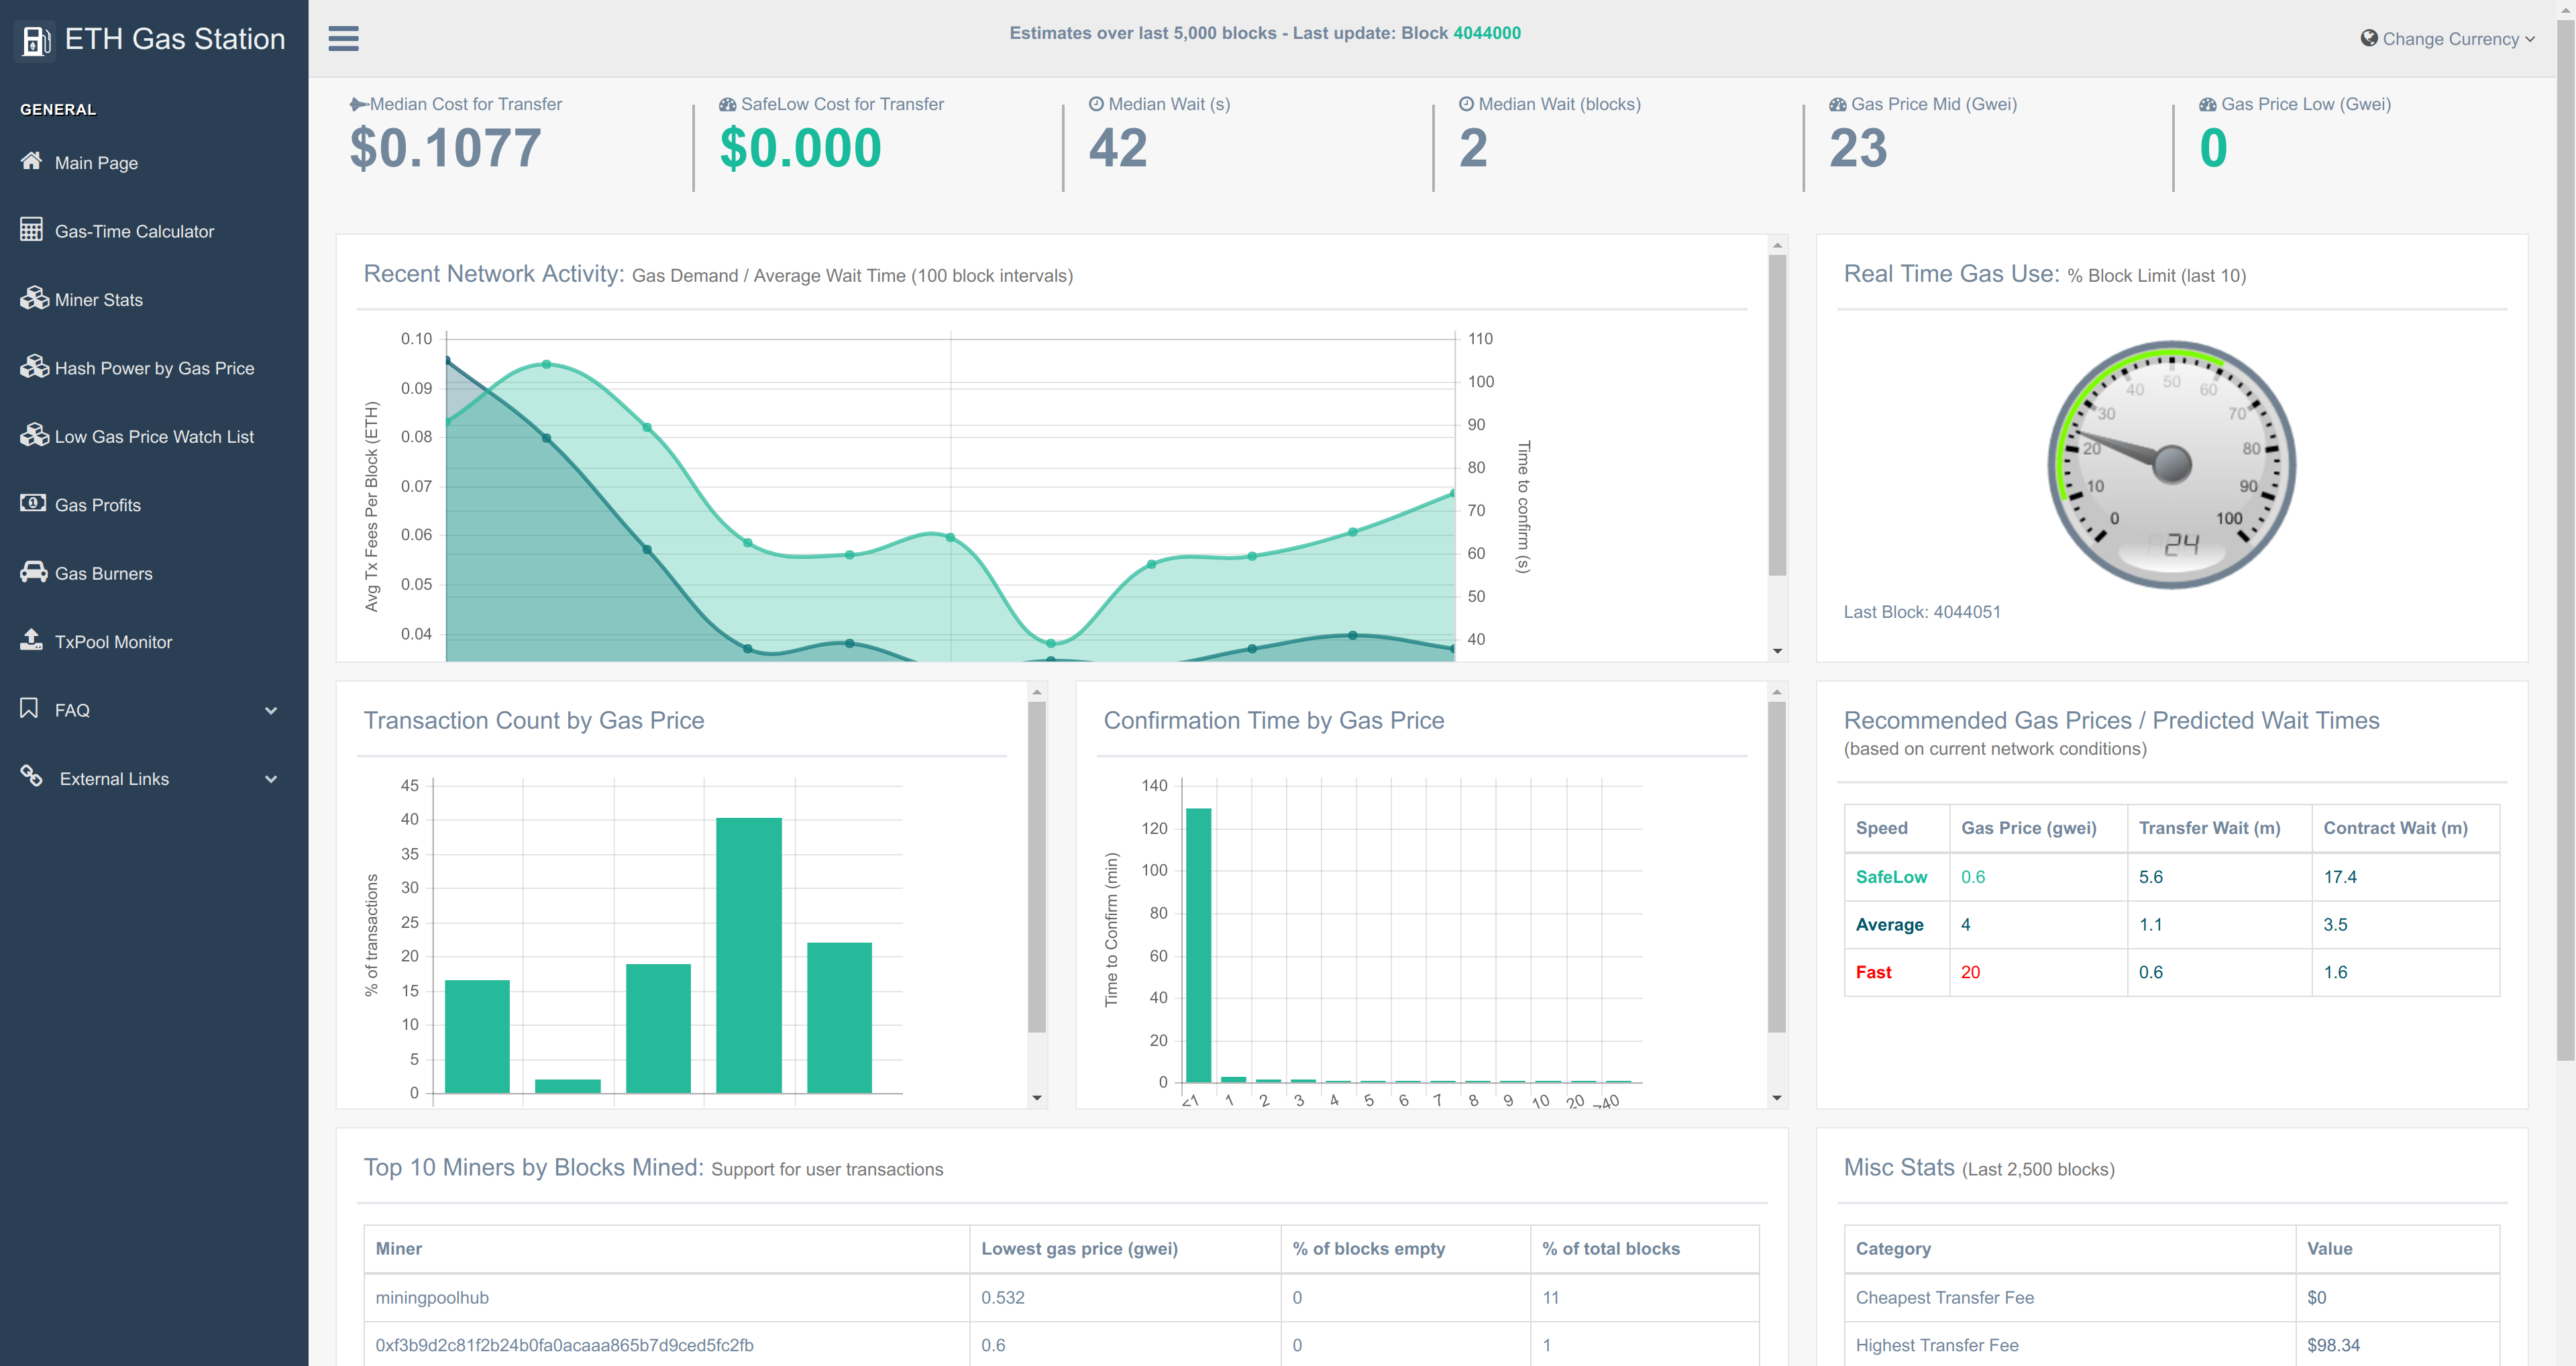 ETH Gas Station
GENERAL
Main Page
Gas-Time Calculator
Miner Stats
Hash Power by Gas Price
Low Gas Price Watch List
Gas Profits
Gas Burners
TxPool Monitor
FAQ
External Links
Estimates over last 5,000 blocks - Last update: Block 4044000
Change Currency
Median Cost for Transfer
$0.1077
SafeLow Cost for Transfer
$0.000
Median Wait (s)
42
Median Wait (blocks)
2
Gas Price Mid (Gwei)
23
Gas Price Low (Gwei)
0
Recent Network Activity: Gas Demand / Average Wait Time (100 block intervals)
Avg Tx Fees Per Block (ETH)
0.10
0.09
0.08
0.07
0.06
0.05
0.04
110
100
90
80
70
60
50
40
Time to confirm (s)
Real Time Gas Use: % Block Limit (last 10)
0
10
20
30
40
50
60
70
80
90
100
24
Last Block: 4044051
Transaction Count by Gas Price
% of transactions
45
40
35
30
25
20
15
10
5
0
Confirmation Time by Gas Price
Time to Confirm (min)
140
120
100
80
60
40
20
0
<1 1 2 3 4 5 6 7 8 9 10 20 >40
Recommended Gas Prices / Predicted Wait Times
(based on current network conditions)
Speed Gas Price (gwei) Transfer Wait (m) Contract Wait (m)
SafeLow 0.6 5.6 17.4
Average 4 1.1 3.5
Fast 20 0.6 1.6
Top 10 Miners by Blocks Mined: Support for user transactions
Miner Lowest gas price (gwei) % of blocks empty % of total blocks
miningpoolhub 0.532 0 11
0xf3b9d2c81f2b24b0fa0acaaa865b7d9ced5fc2fb 0.6 0 1
Misc Stats (Last 2,500 blocks)
Category Value
Cheapest Transfer Fee $0
Highest Transfer Fee $98.34